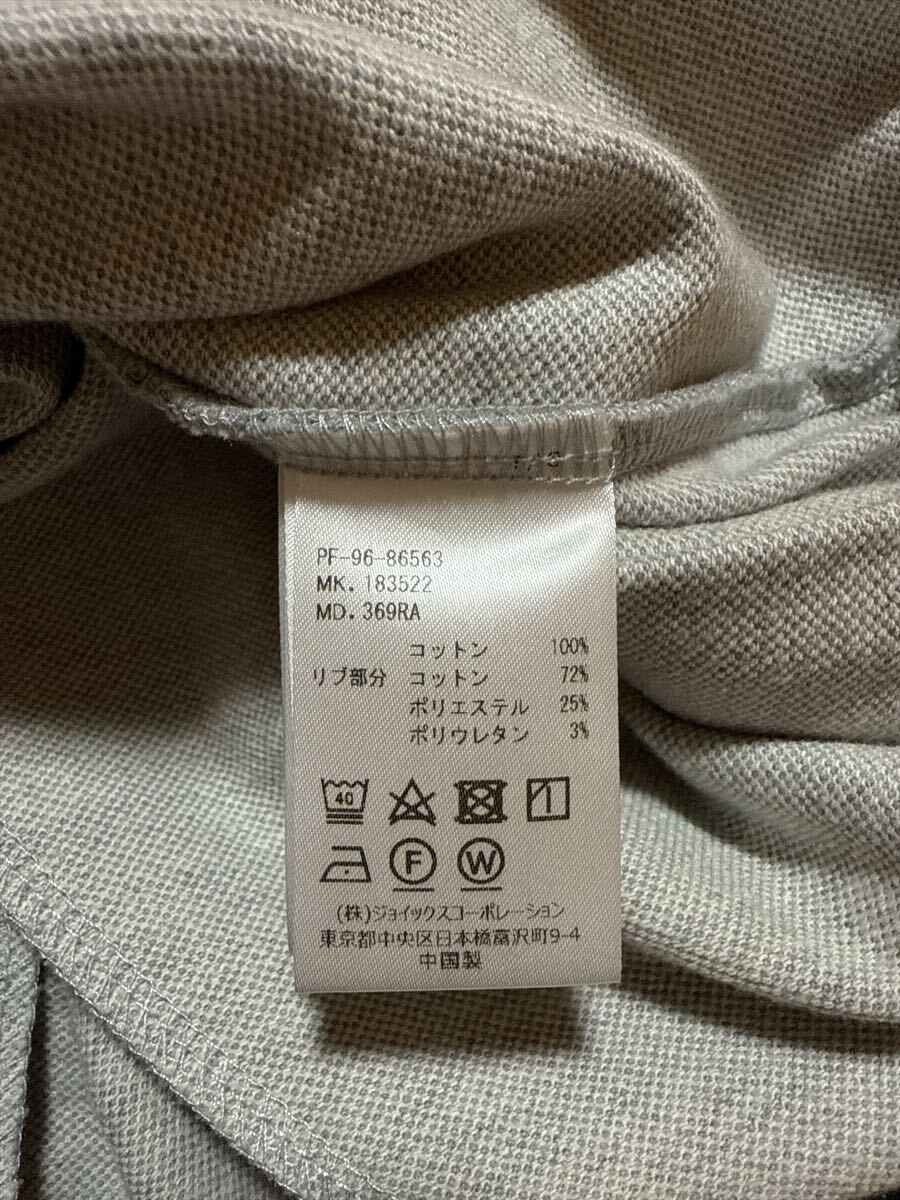 PF-96-86563
MK. 183522
MD. 369RA
コットン 100%
リブ部分 コットン 72%
ポリエステル 25%
ポリウレタン 3%
40
F W
(株)ジョイックスコーポレーション
東京都中央区日本橋富沢町9-4
中国製